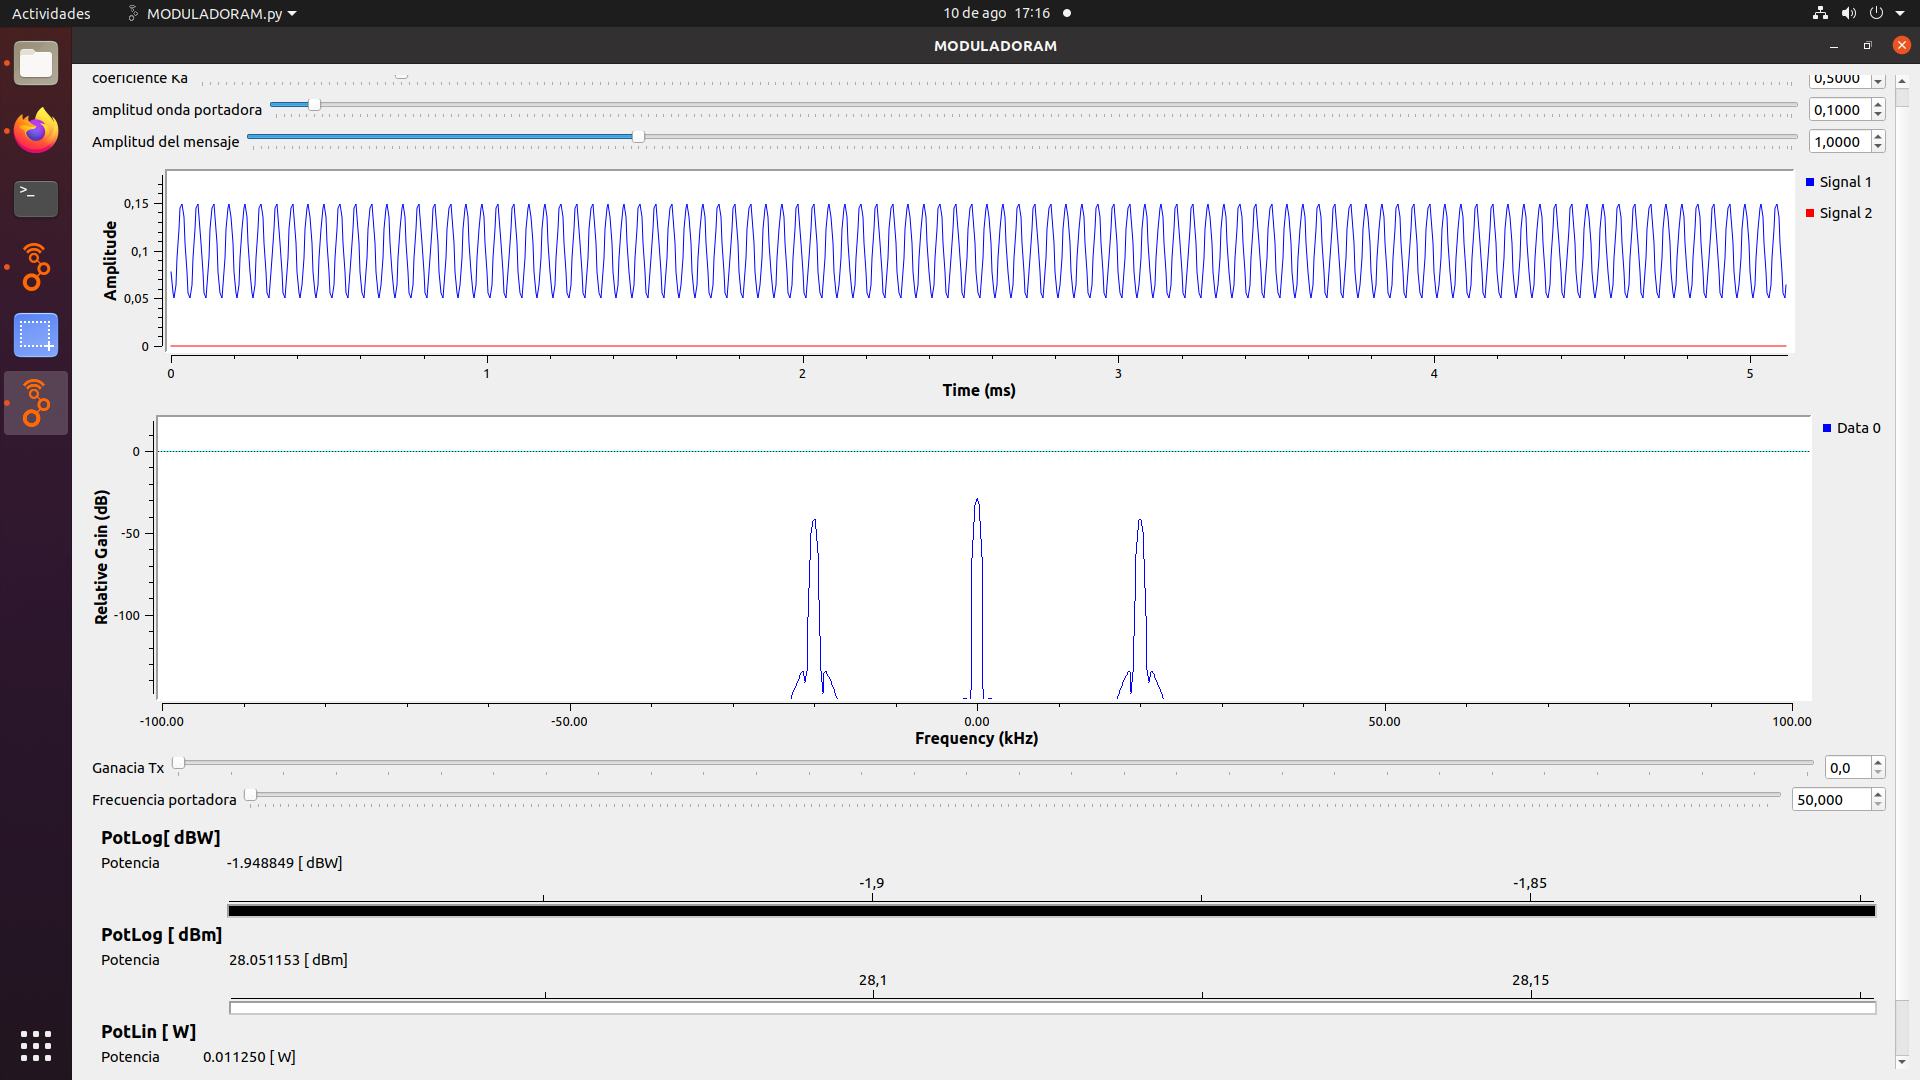 Actividades MODULADORAM.py 10 de ago 17:16
MODULADORAM
coeficiente Ka 0,5000
amplitud onda portadora 0,1000
Amplitud del mensaje 1,0000
Signal 1
Signal 2
Amplitude
0,15
0,1
0,05
0
0 1 2 3 4 5
Time (ms)
Data 0
Relative Gain (dB)
0
-50
-100
-100.00 -50.00 0.00 50.00 100.00
Frequency (kHz)
Ganacia Tx 0,0
Frecuencia portadora 50,000
PotLog[ dBW]
Potencia -1.948849 [ dBW]
-1,9 -1,85
PotLog [ dBm]
Potencia 28.051153 [ dBm]
28,1 28,15
PotLin [ W]
Potencia 0.011250 [ W]